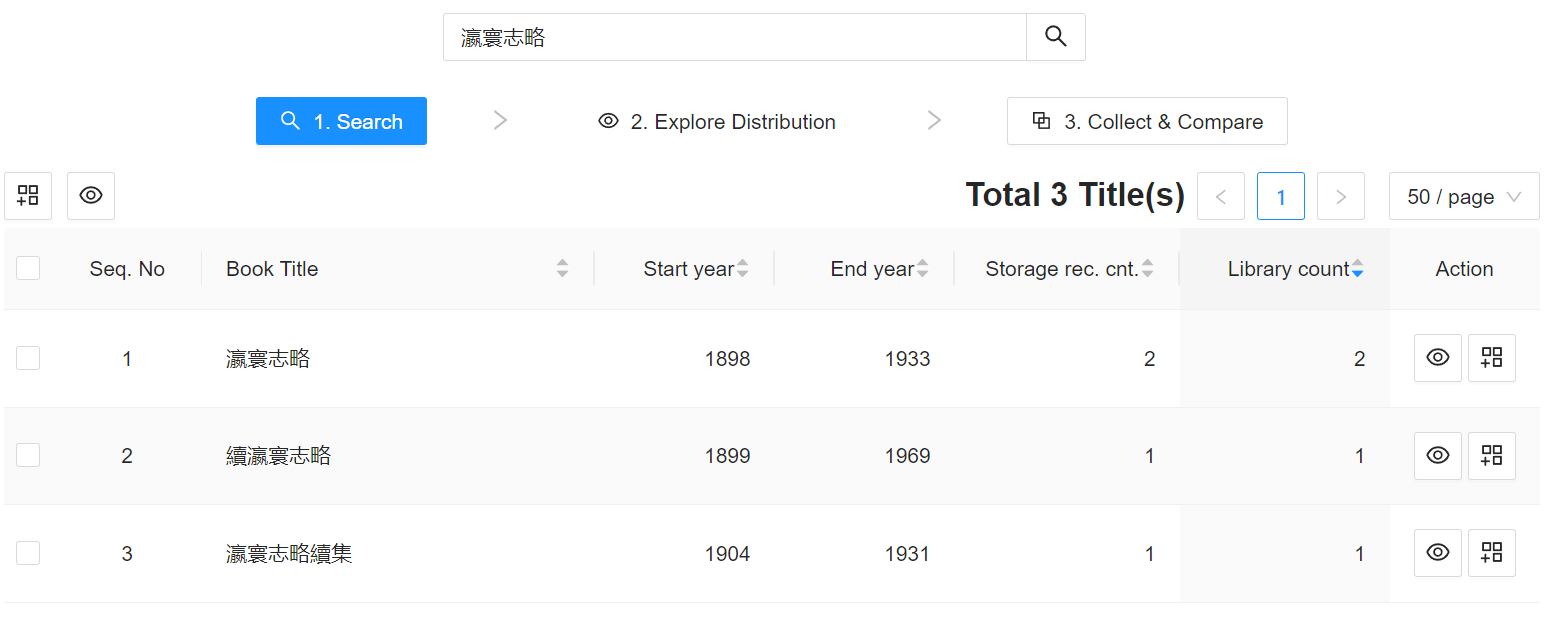 瀛寰志略
1. Search > 2. Explore Distribution > 3. Collect & Compare
Total 3 Title(s) < 1 > 50 / page
Seq. No Book Title Start year End year Storage rec. cnt. Library count Action
1 瀛寰志略 1898 1933 2 2
2 續瀛寰志略 1899 1969 1 1
3 瀛寰志略續集 1904 1931 1 1